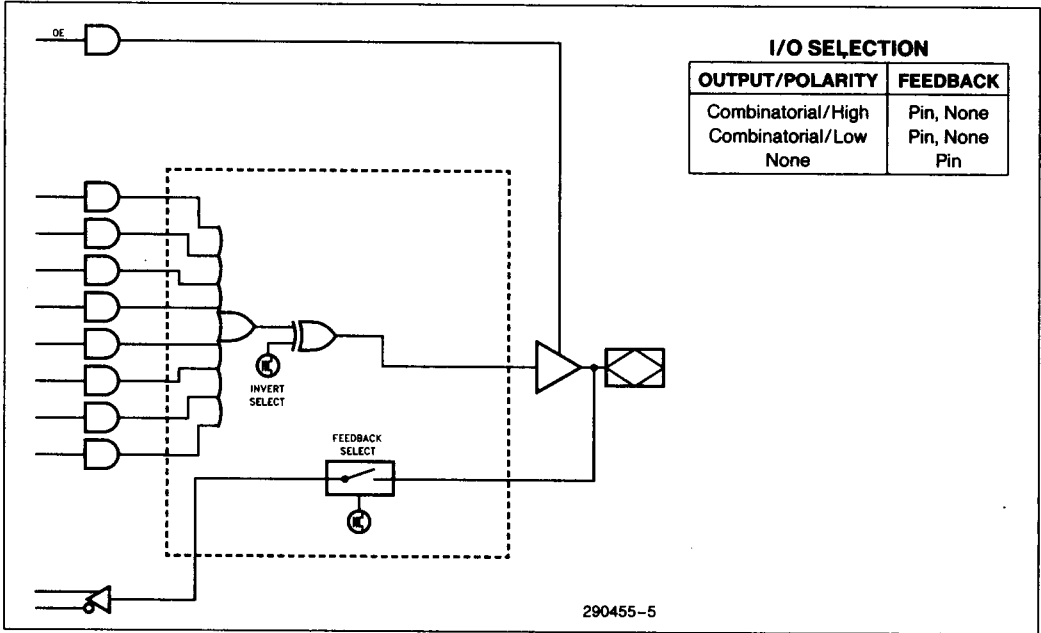 OE
I/O SELECTION
OUTPUT/POLARITY FEEDBACK
Combinatorial/High Pin, None
Combinatorial/Low Pin, None
None Pin
INVERT
SELECT
FEEDBACK
SELECT
290455-5